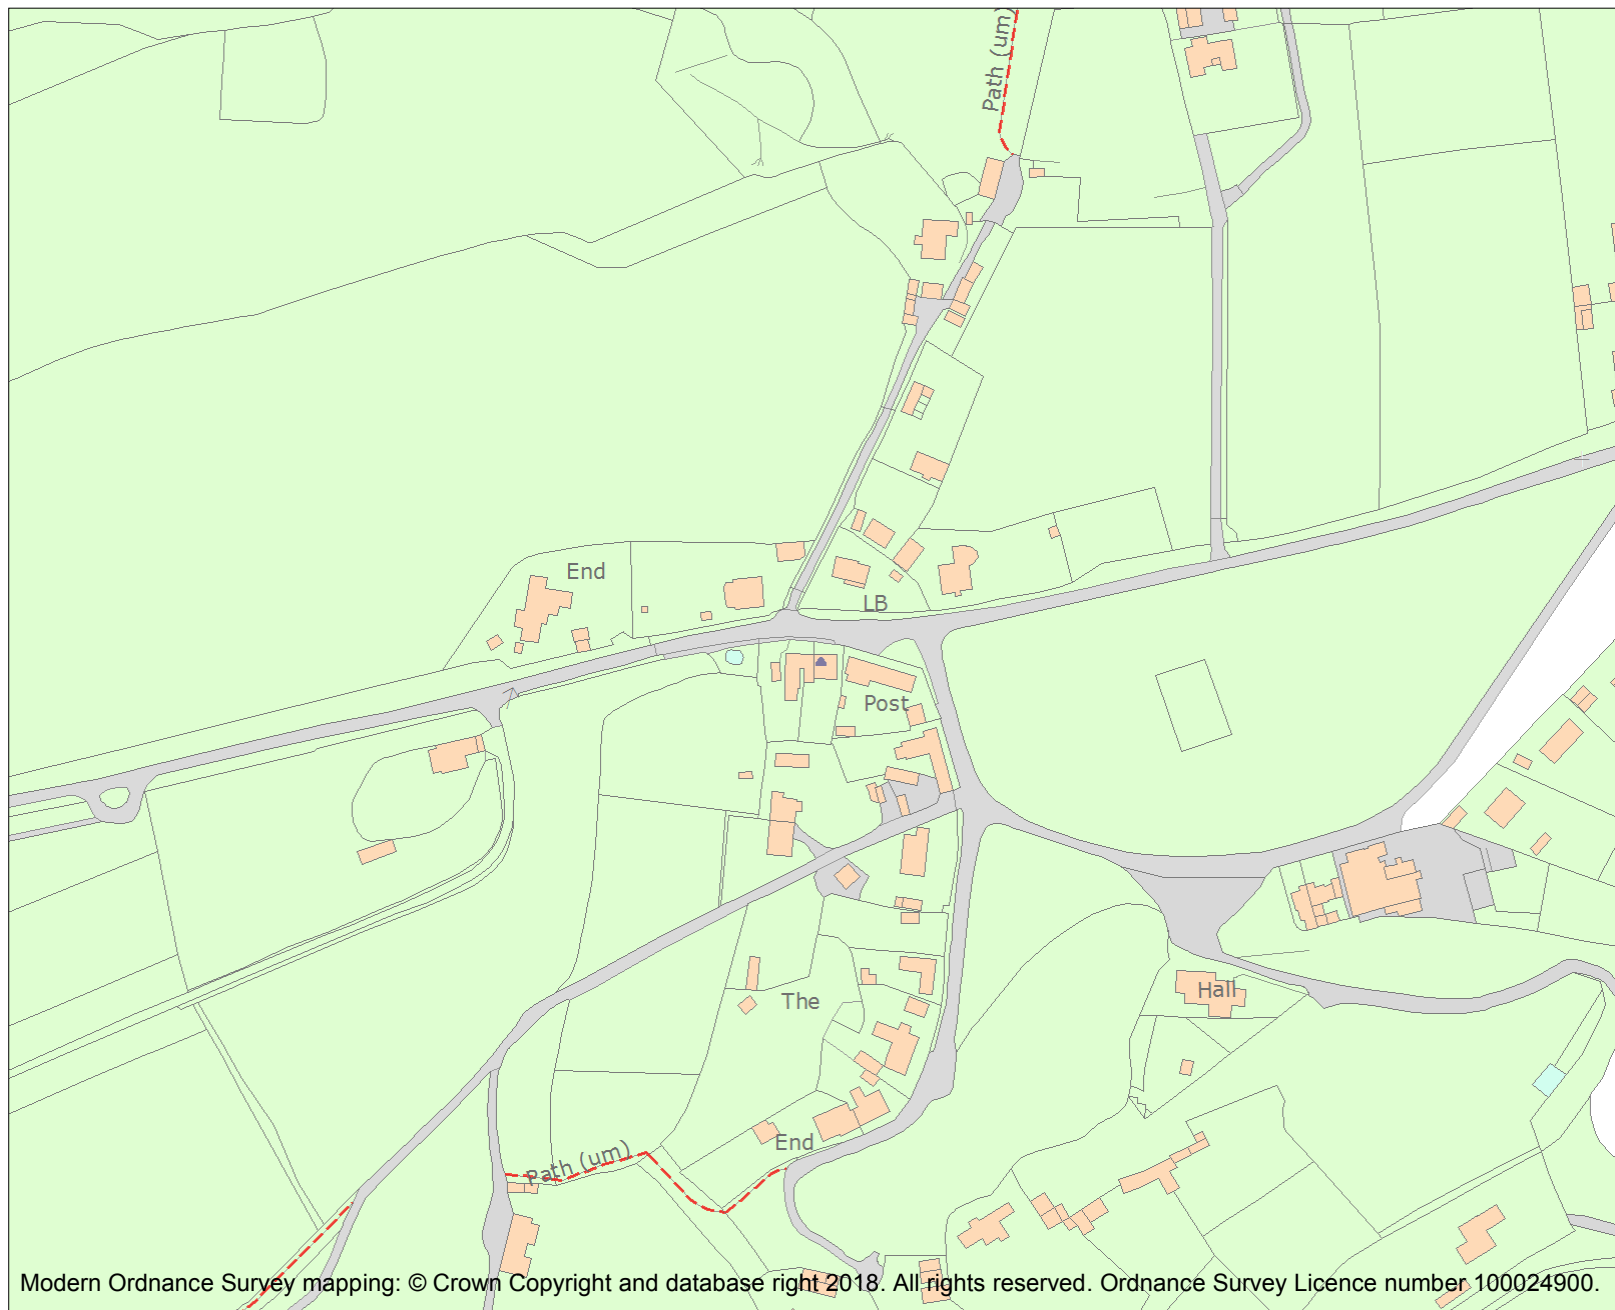 Path (um)
End
LB
Post
Hall
The
End
Path (um)
Modern Ordnance Survey mapping: © Crown Copyright and database right 2018. All rights reserved. Ordnance Survey Licence number 100024900.